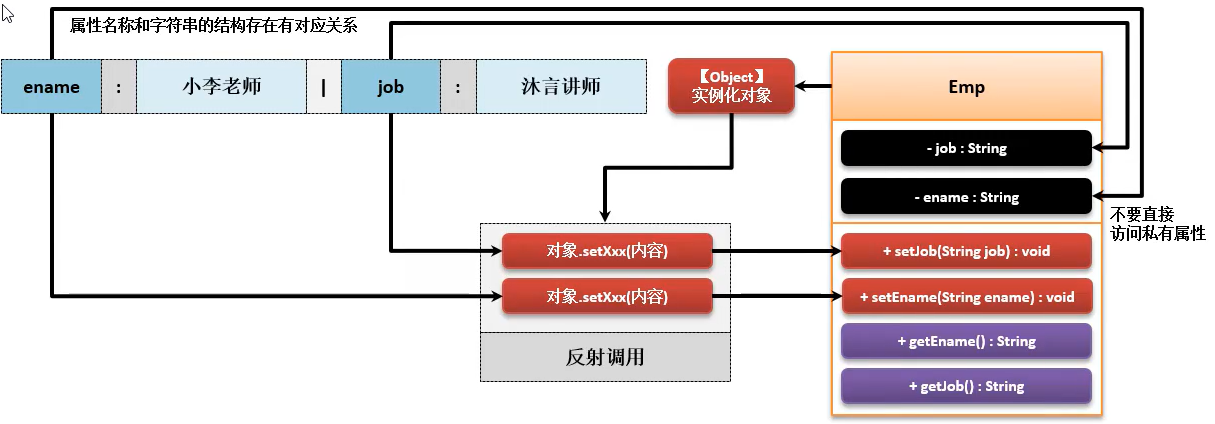 属性名称和字符串的结构存在有对应关系
ename : 小李老师 | job : 沐言讲师
【Object】
实例化对象
Emp
- job : String
- ename : String
不要直接
访问私有属性
对象.setXxx(内容)
+ setJob(String job) : void
对象.setXxx(内容)
+ setEname(String ename) : void
反射调用
+ getEname() : String
+ getJob() : String